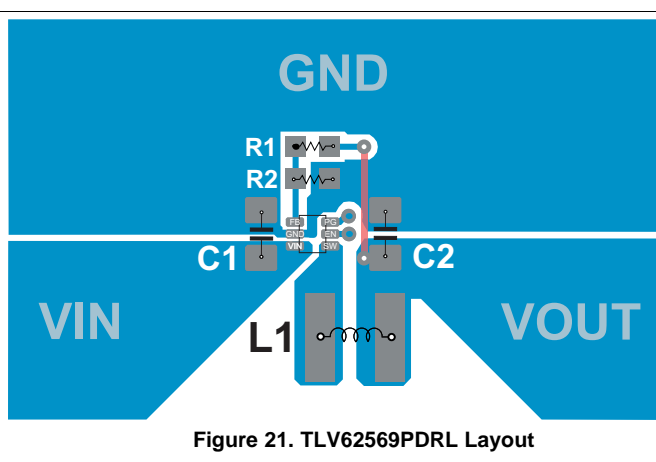 GND
R1
R2
FB PG
GND EN
VIN SW
C1 C2
VIN L1 VOUT
Figure 21. TLV62569PDRL Layout